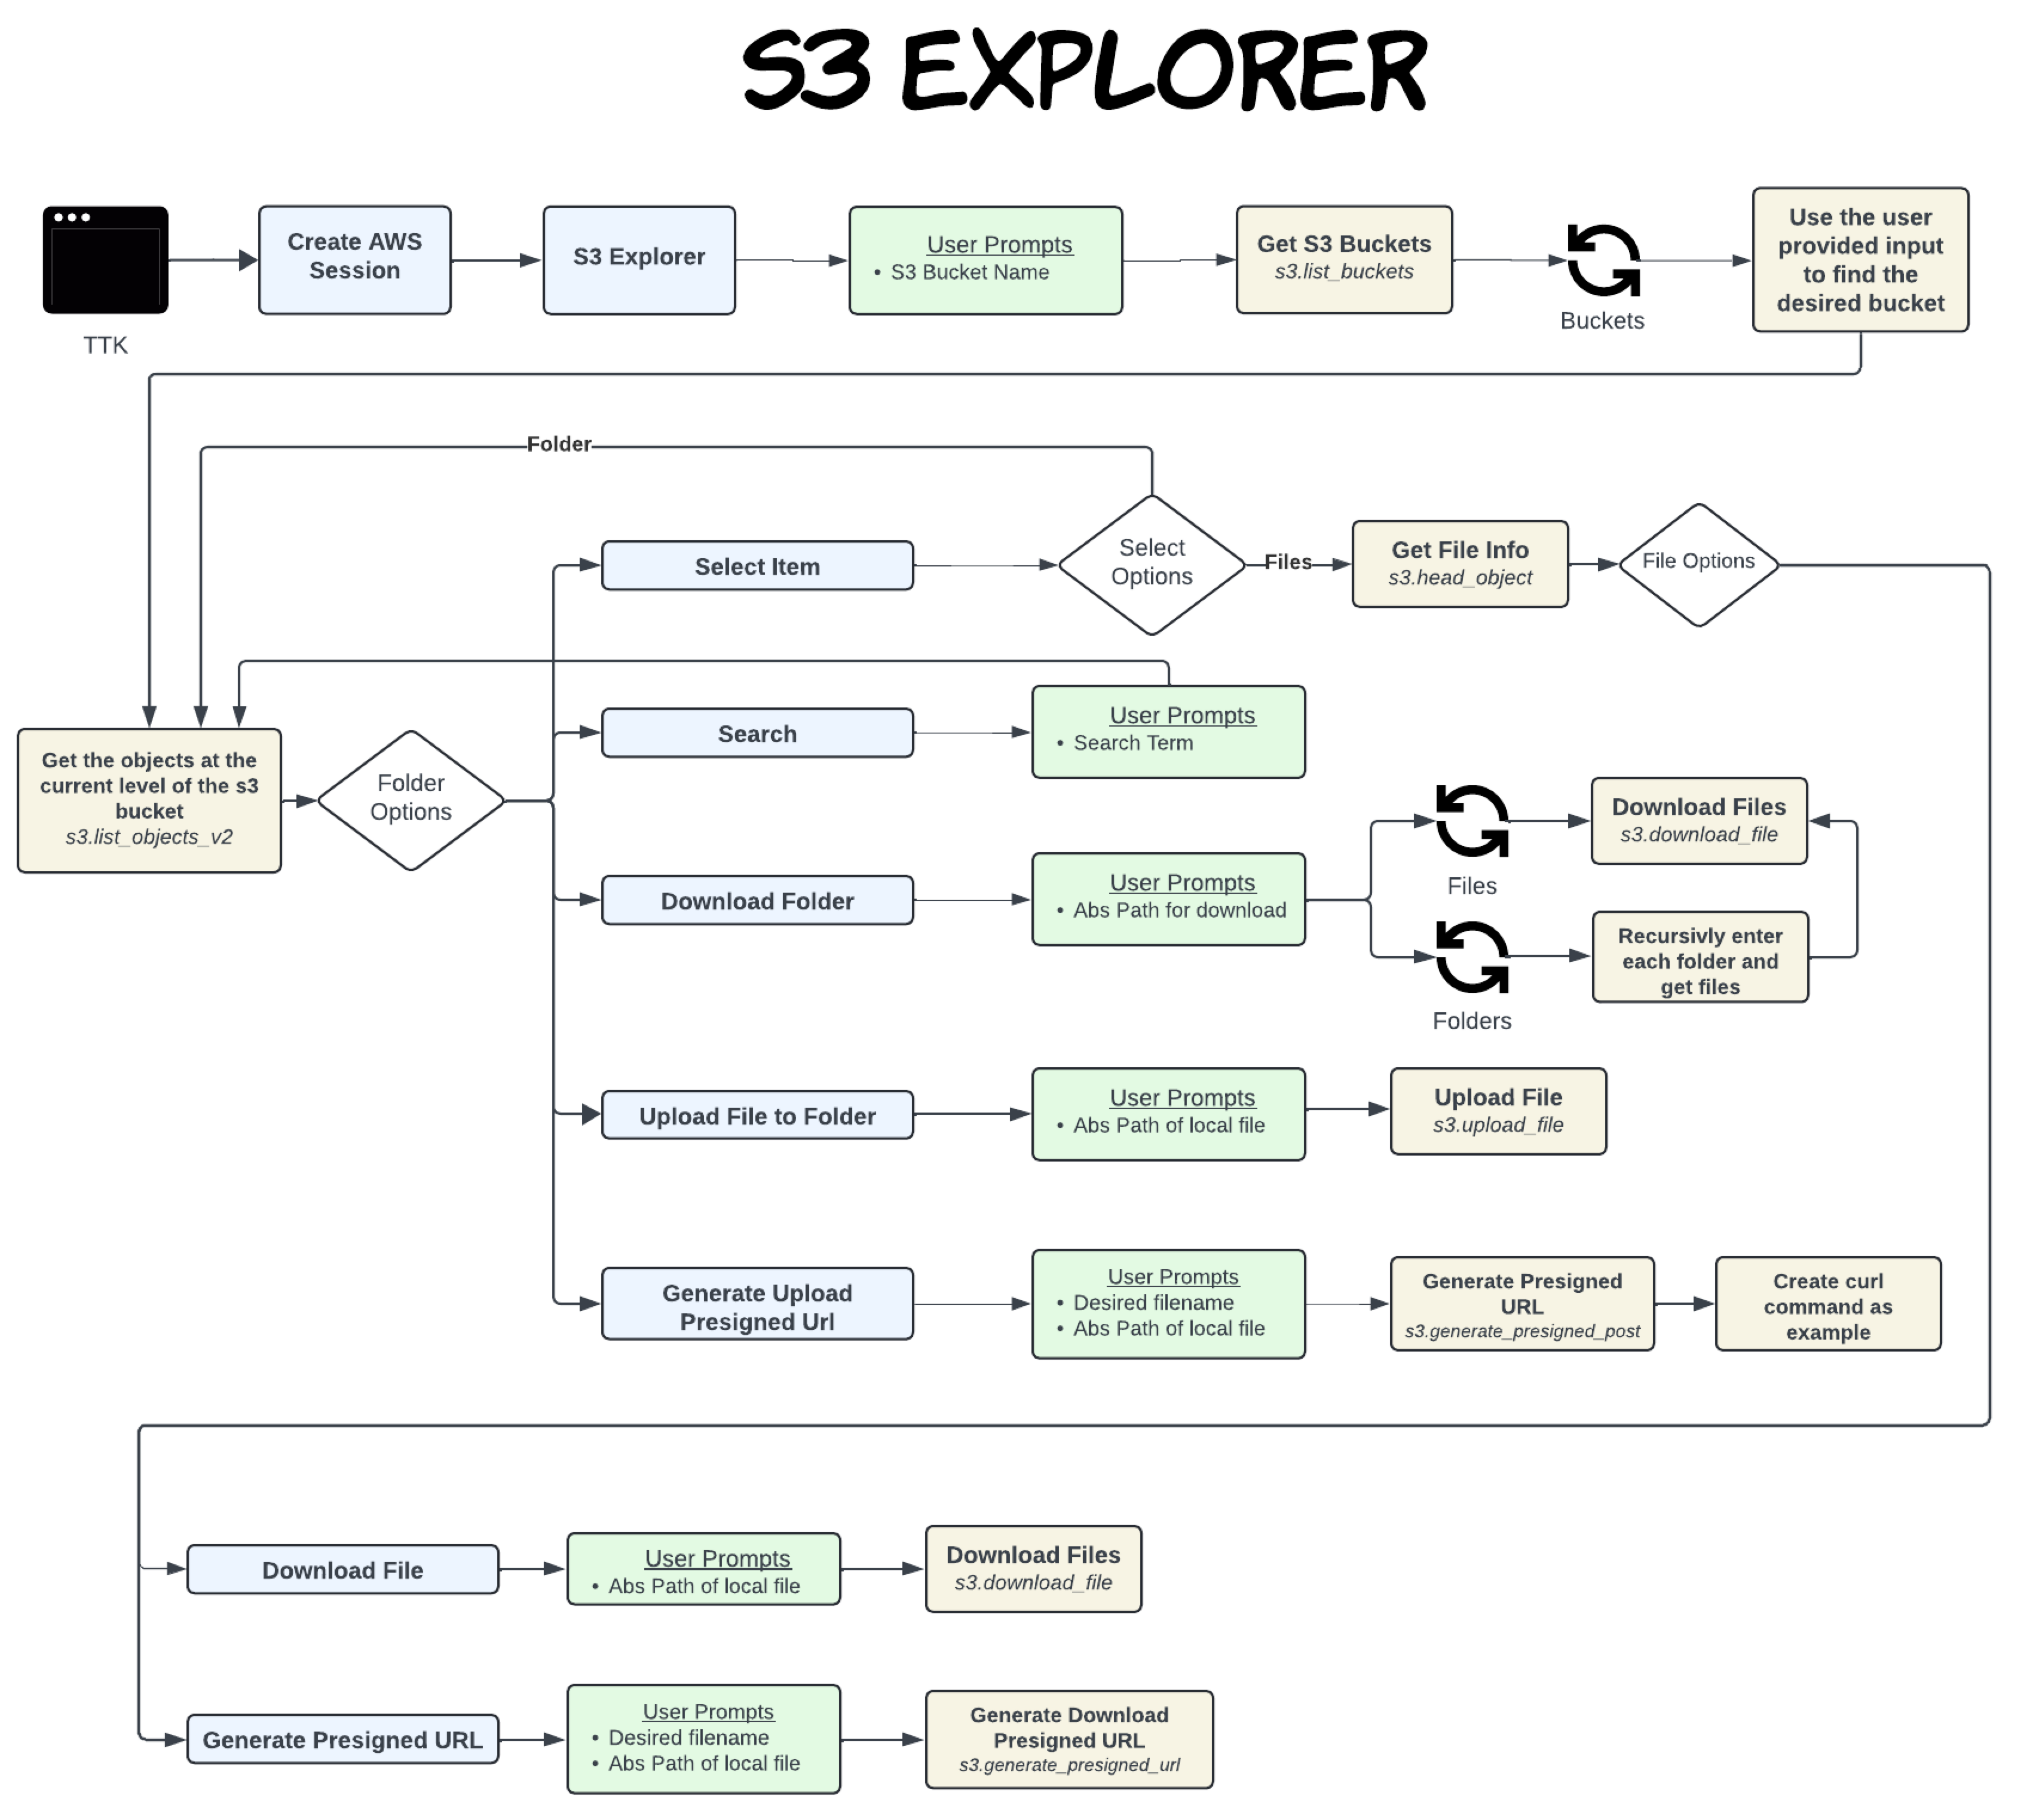 S3 EXPLORER
Create AWS
Session
S3 Explorer
User Prompts
• S3 Bucket Name
Get S3 Buckets
s3.list_buckets
Buckets
Use the user
provided input
to find the
desired bucket
TTK
Folder
Select Item
Select
Options
Files
Get File Info
s3.head_object
File Options
Search
User Prompts
• Search Term
Get the objects at the
current level of the s3
bucket
s3.list_objects_v2
Folder
Options
Download Folder
User Prompts
• Abs Path for download
Files
Download Files
s3.download_file
Folders
Recursivly enter
each folder and
get files
Upload File to Folder
User Prompts
• Abs Path of local file
Upload File
s3.upload_file
Generate Upload
Presigned Url
User Prompts
• Desired filename
• Abs Path of local file
Generate Presigned
URL
s3.generate_presigned_post
Create curl
command as
example
Download File
User Prompts
• Abs Path of local file
Download Files
s3.download_file
Generate Presigned URL
User Prompts
• Desired filename
• Abs Path of local file
Generate Download
Presigned URL
s3.generate_presigned_url